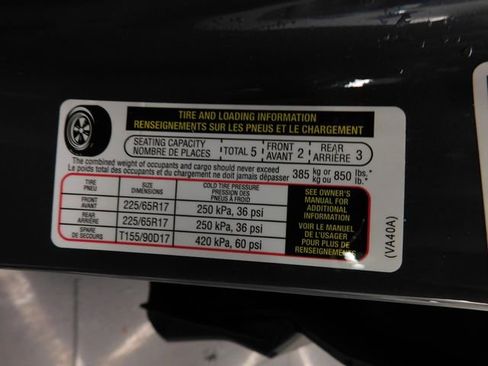 TIRE AND LOADING INFORMATION
RENSEIGNEMENTS SUR LES PNEUS ET LE CHARGEMENT
SEATING CAPACITY
NOMBRE DE PLACES
TOTAL 5
FRONT
AVANT 2
REAR
ARRIÈRE 3
The combined weight of occupants and cargo should never exceed
Le poids total des occupants et du chargement ne doit jamais dépasser
385 kg or 850 lbs.
kg ou lb.
TIRE
PNEU
SIZE
DIMENSIONS
COLD TIRE PRESSURE
PRESSION DES
PNEUS À FROID
FRONT
AVANT
225/65R17
250 kPa, 36 psi
REAR
ARRIÈRE
225/65R17
250 kPa, 36 psi
SPARE
DE SECOURS
T155/90D17
420 kPa, 60 psi
SEE OWNER'S
MANUAL FOR
ADDITIONAL
INFORMATION
VOIR LE MANUEL
DE L'USAGER
POUR PLUS DE
RENSEIGNEMENTS
(VA40A)